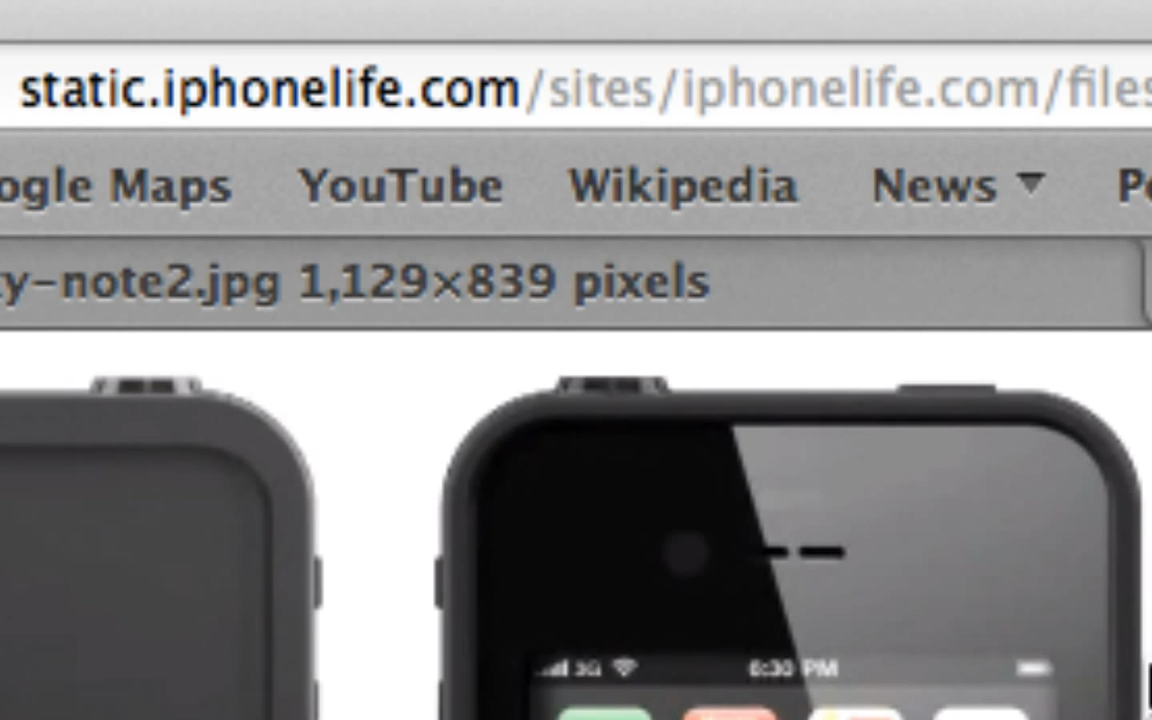 static.iphonelife.com/sites/iphonelife.com/files
ogle Maps YouTube Wikipedia News
y-note2.jpg 1,129×839 pixels
3G 6:30 PM